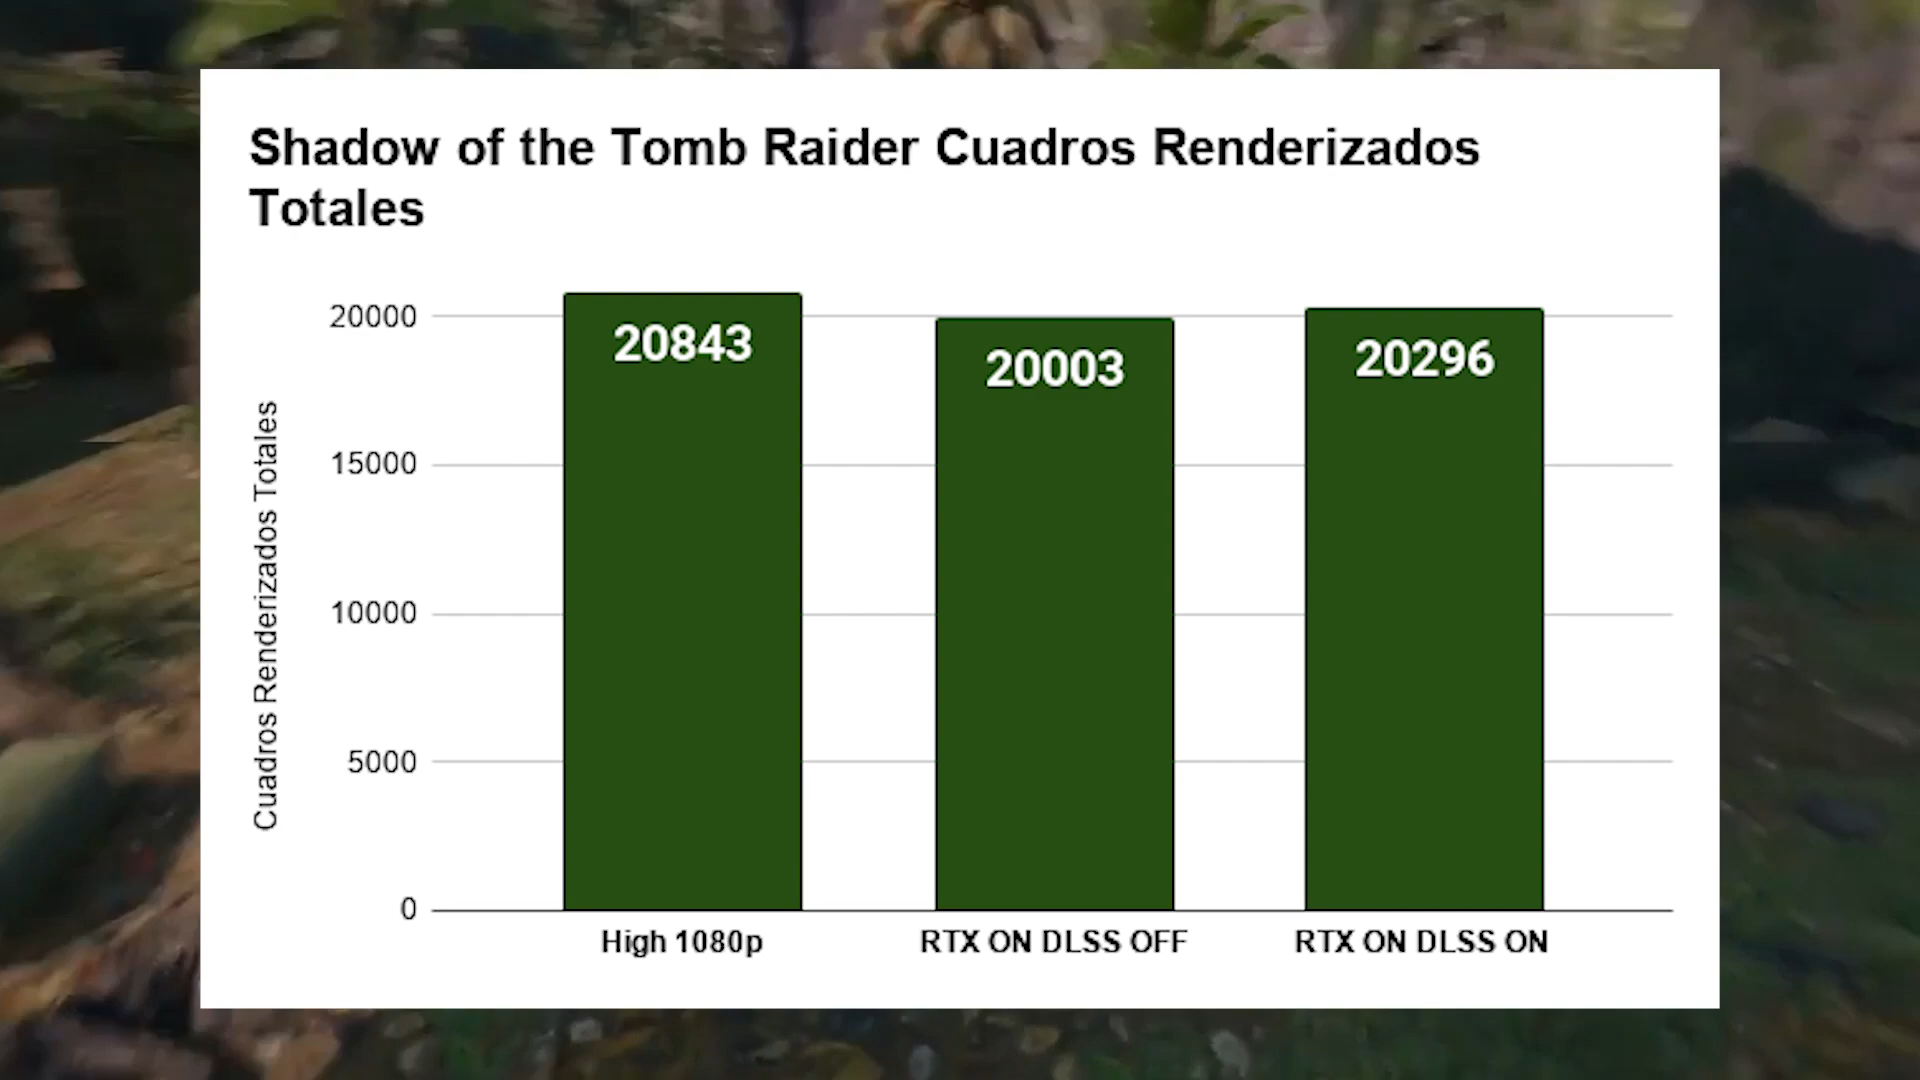 Shadow of the Tomb Raider Cuadros Renderizados
Totales
Cuadros Renderizados Totales
20000
15000
10000
5000
0
20843
20003
20296
High 1080p
RTX ON DLSS OFF
RTX ON DLSS ON